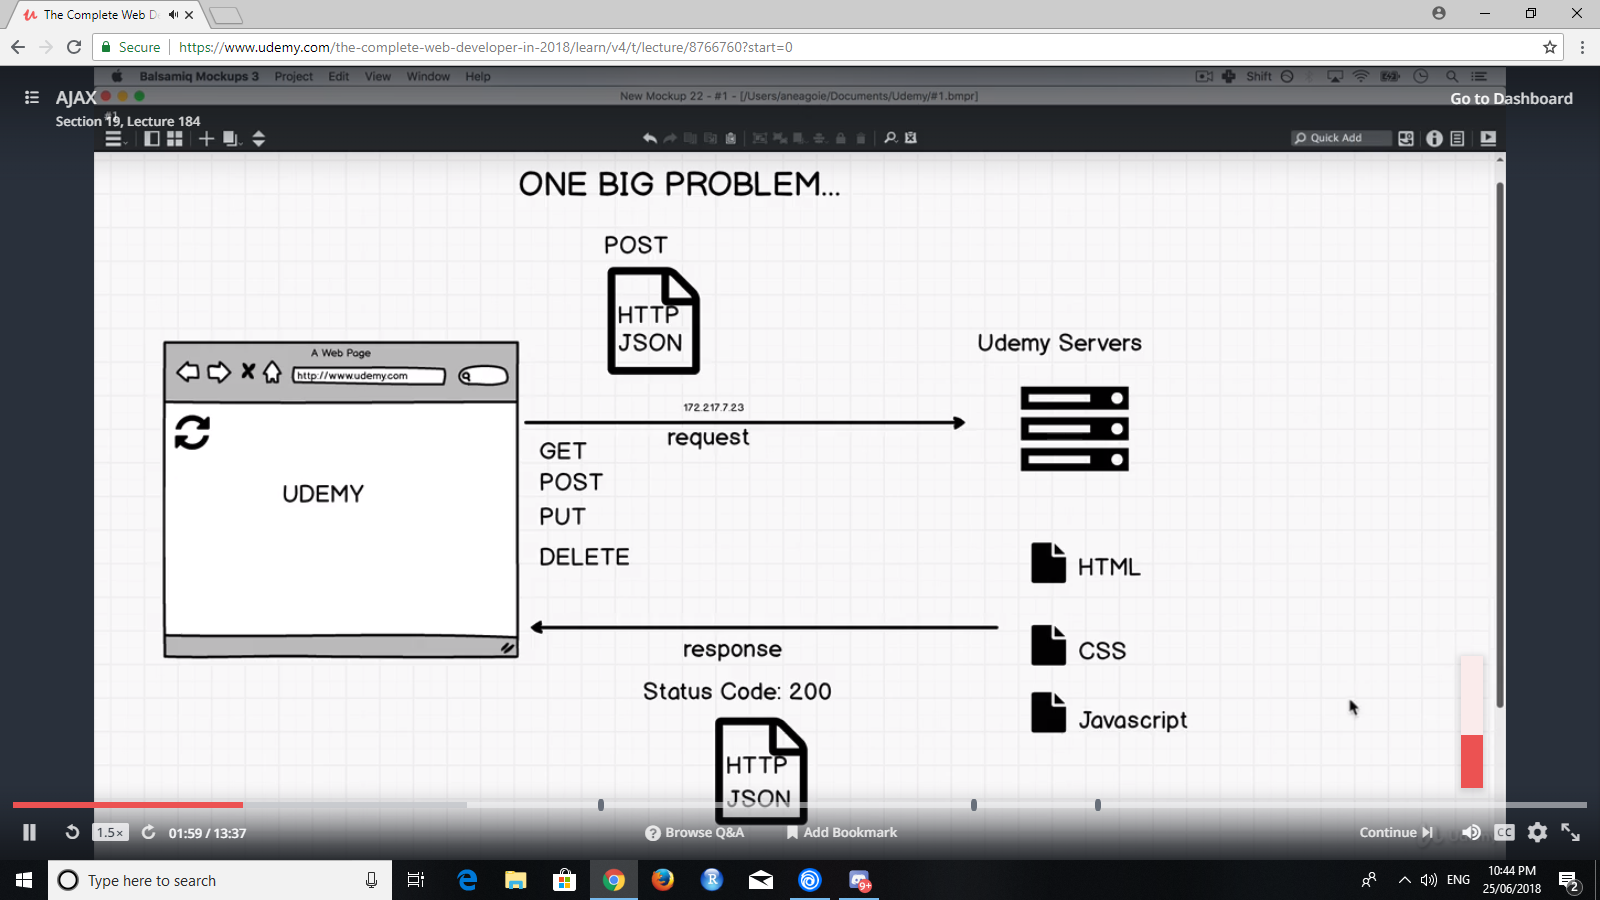 The Complete Web D
Secure
https://www.udemy.com/the-complete-web-developer-in-2018/learn/v4/t/lecture/8766760?start=0
Balsamiq Mockups 3 Project Edit View Window Help
Shift
AJAX
New Mockup 22 - #1 - [/Users/aneagoie/Documents/Udemy/#1.bmpr]
Go to Dashboard
Section 19, Lecture 184
Quick Add
ONE BIG PROBLEM...
POST
HTTP
JSON
Udemy Servers
A Web Page
http://www.udemy.com
172.217.7.23
request
GET
POST
PUT
DELETE
UDEMY
HTML
response
CSS
Status Code: 200
Javascript
HTTP
JSON
1.5×
01:59 / 13:37
Browse Q&A
Add Bookmark
Continue
CC
Type here to search
9+
ENG
10:44 PM
25/06/2018
2